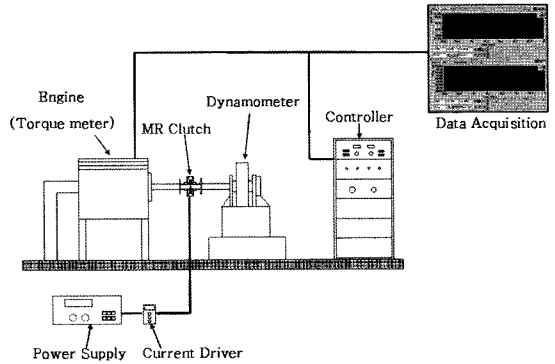 Engine
(Torque meter)
MR Clutch
Dynamometer
Controller
Data Acquisition
Power Supply
Current Driver